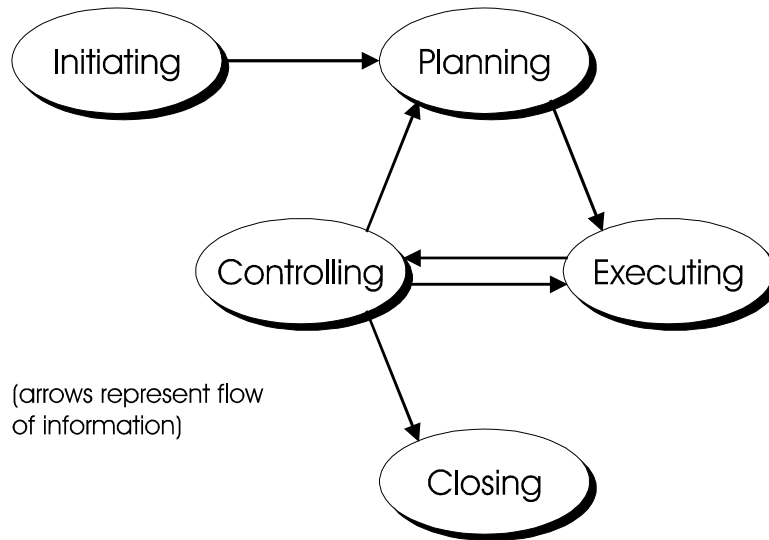 Initiating
Planning
Controlling
Executing
(arrows represent flow
of information)
Closing